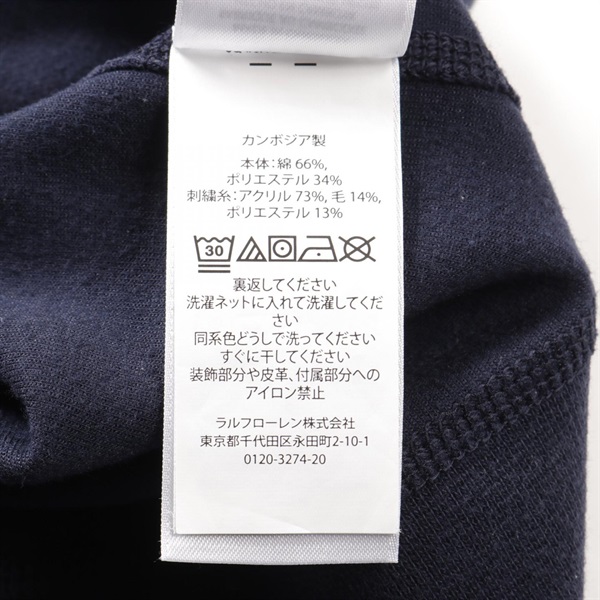 カンボジア製
本体：綿 66%,
ポリエステル 34%
刺繍糸：アクリル 73%, 毛 14%,
ポリエステル 13%
30
裏返してください
洗濯ネットに入れて洗濯してくだ
さい
同系色どうしで洗ってください
すぐに干してください
装飾部分や皮革、付属部分への
アイロン禁止
ラルフローレン株式会社
東京都千代田区永田町2-10-1
0120-3274-20